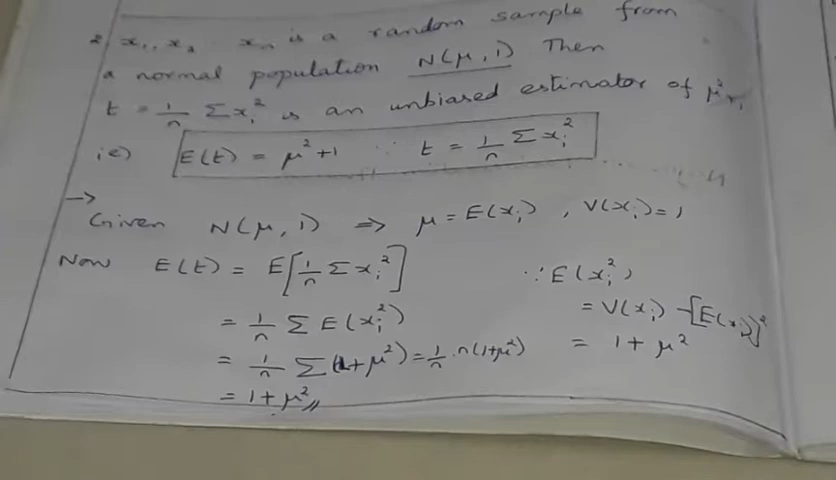 2, x₁, x₂ xₙ is a random sample from
a normal population N(μ, 1) Then
t = 1/n Σxᵢ² is an unbiased estimator of μ²+1
ie) E(t) = μ²+1 ∵ t = 1/n Σxᵢ²
→
Given N(μ, 1) ⇒ μ = E(xᵢ), V(xᵢ) = 1
Now E(t) = E[1/n Σxᵢ²] ∵ E(xᵢ²)
= 1/n Σ E(xᵢ²) = V(xᵢ) - [E(xᵢ)]²
= 1/n Σ(1+μ²) = 1/n . n(1+μ²) = 1 + μ²
= 1 + μ²//